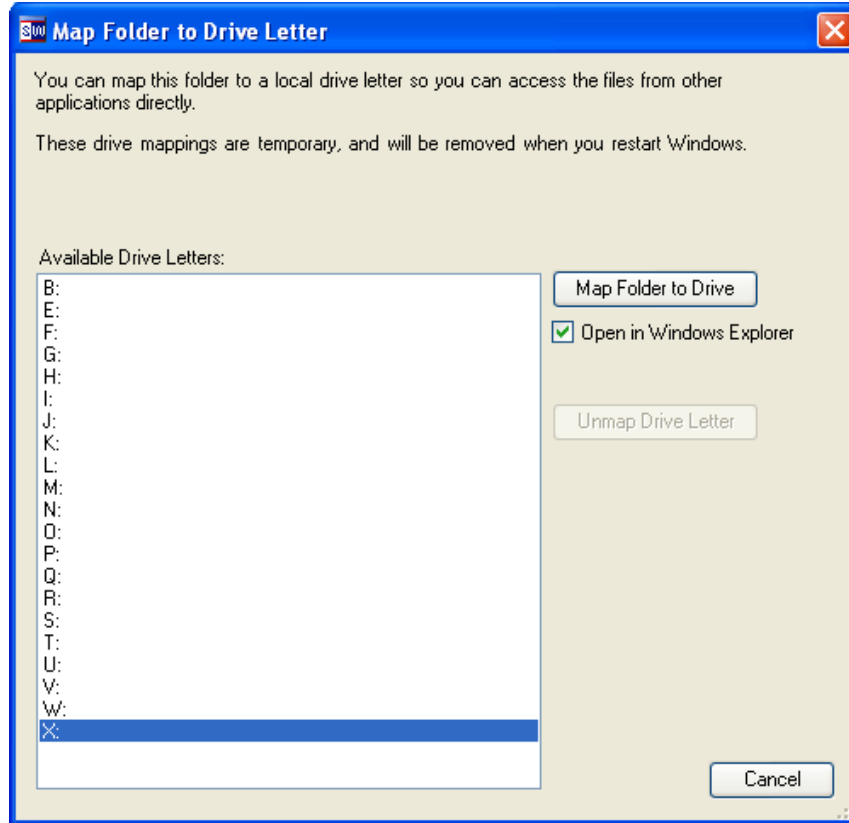 SW Map Folder to Drive Letter
You can map this folder to a local drive letter so you can access the files from other
applications directly.
These drive mappings are temporary, and will be removed when you restart Windows.
Available Drive Letters:
B:
Map Folder to Drive
E:
F:
Open in Windows Explorer
G:
H:
I:
J:
Unmap Drive Letter
K:
L:
M:
N:
O:
P:
Q:
R:
S:
T:
U:
V:
W:
X:
Cancel